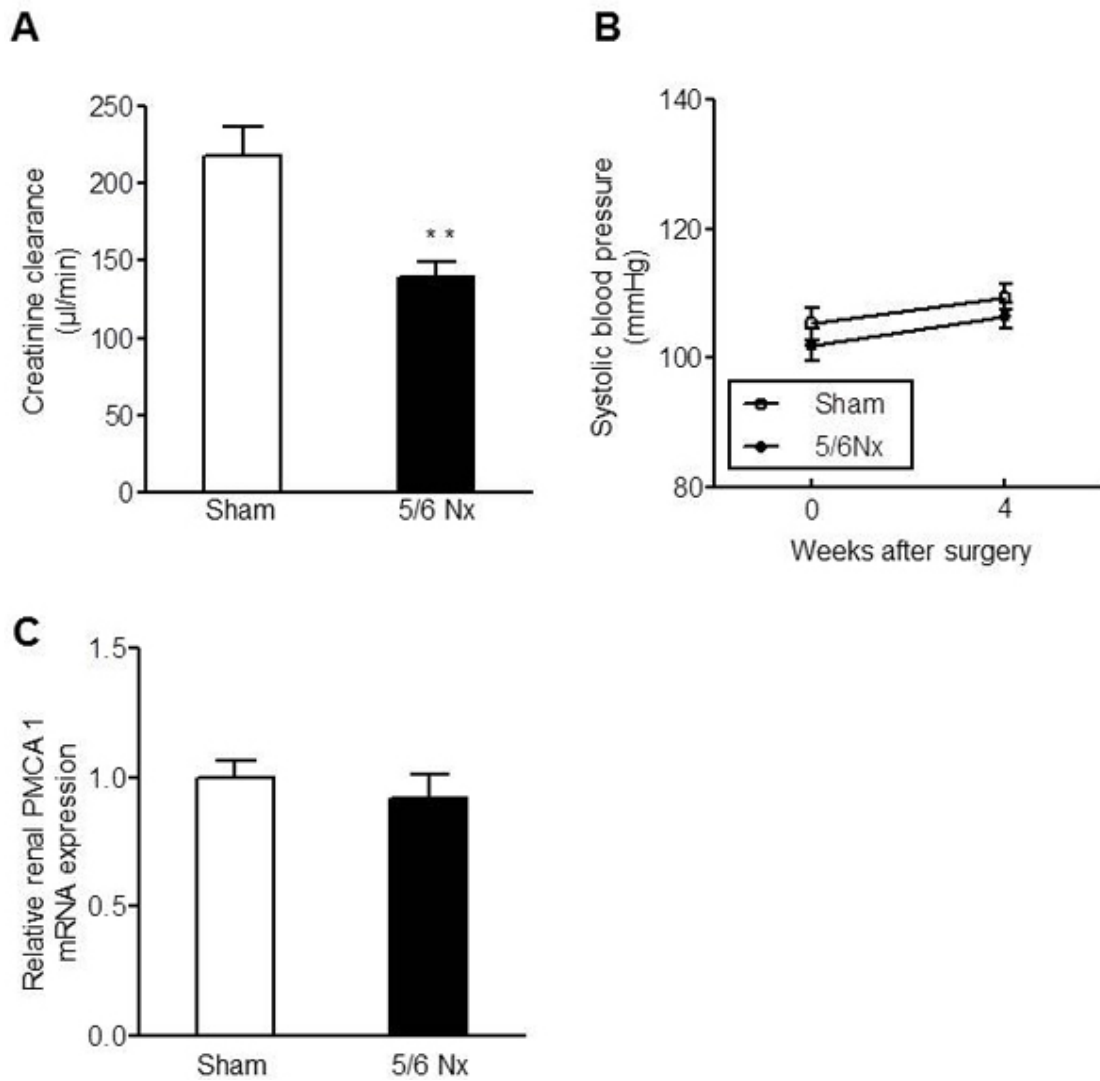 A
Creatinine clearance
(µl/min)
250
200
150
100
50
0
**
Sham
5/6 Nx
B
Systolic blood pressure
(mmHg)
140
120
100
80
Sham
5/6Nx
0
4
Weeks after surgery
C
Relative renal PMCA 1
mRNA expression
1.5
1.0
0.5
0.0
Sham
5/6 Nx